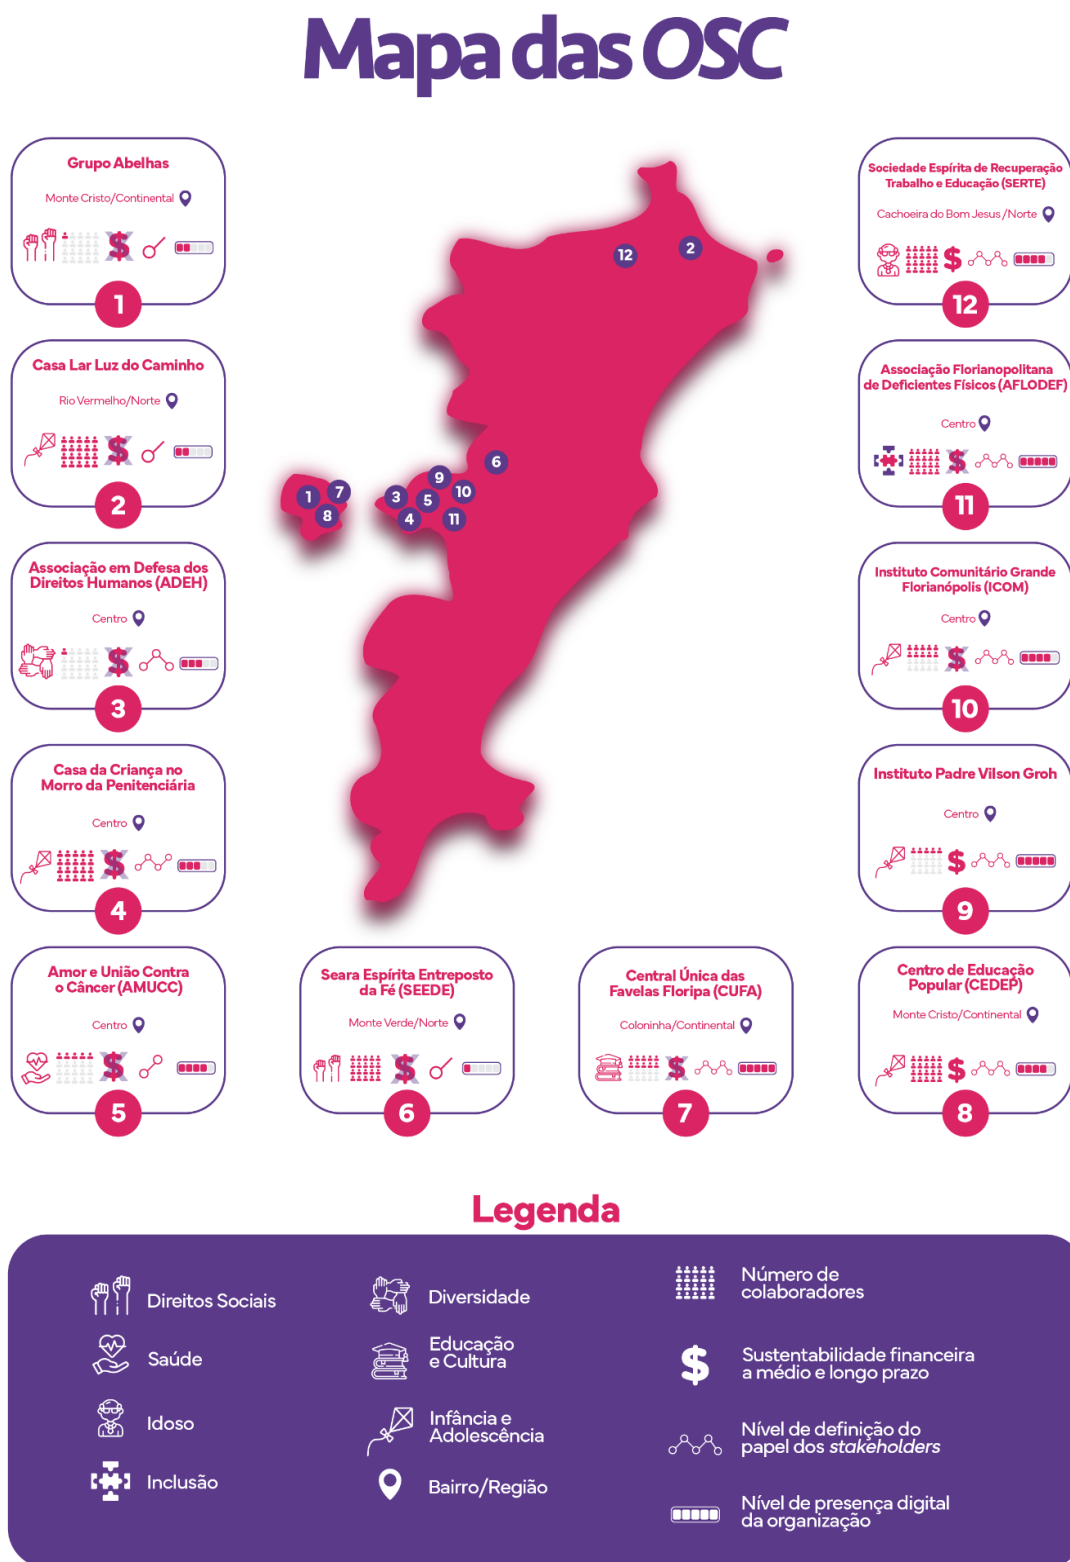 Mapa das OSC
Grupo Abelhas
Monte Cristo/Continental
1
Casa Lar Luz do Caminho
Rio Vermelho/Norte
2
Associação em Defesa dos
Direitos Humanos (ADEH)
Centro
3
Casa da Criança no
Morro da Penitenciária
Centro
4
Amor e União Contra
o Câncer (AMUCC)
Centro
5
Seara Espírita Entreposto
da Fé (SEEDE)
Monte Verde/Norte
6
Central Única das
Favelas Floripa (CUFA)
Coloninha/Continental
7
Centro de Educação
Popular (CEDEP)
Monte Cristo/Continental
8
Instituto Padre Vilson Groh
Centro
9
Instituto Comunitário Grande
Florianópolis (ICOM)
Centro
10
Associação Florianopolitana
de Deficientes Físicos (AFLODEF)
Centro
11
Sociedade Espírita de Recuperação
Trabalho e Educação (SERTE)
Cachoeira do Bom Jesus/Norte
12
12
2
6
9
1
7
3
5
10
8
4
11
Legenda
Direitos Sociais
Saúde
Idoso
Inclusão
Diversidade
Educação
e Cultura
Infância e
Adolescência
Bairro/Região
Número de
colaboradores
Sustentabilidade financeira
a médio e longo prazo
Nível de definição do
papel dos stakeholders
Nível de presença digital
da organização